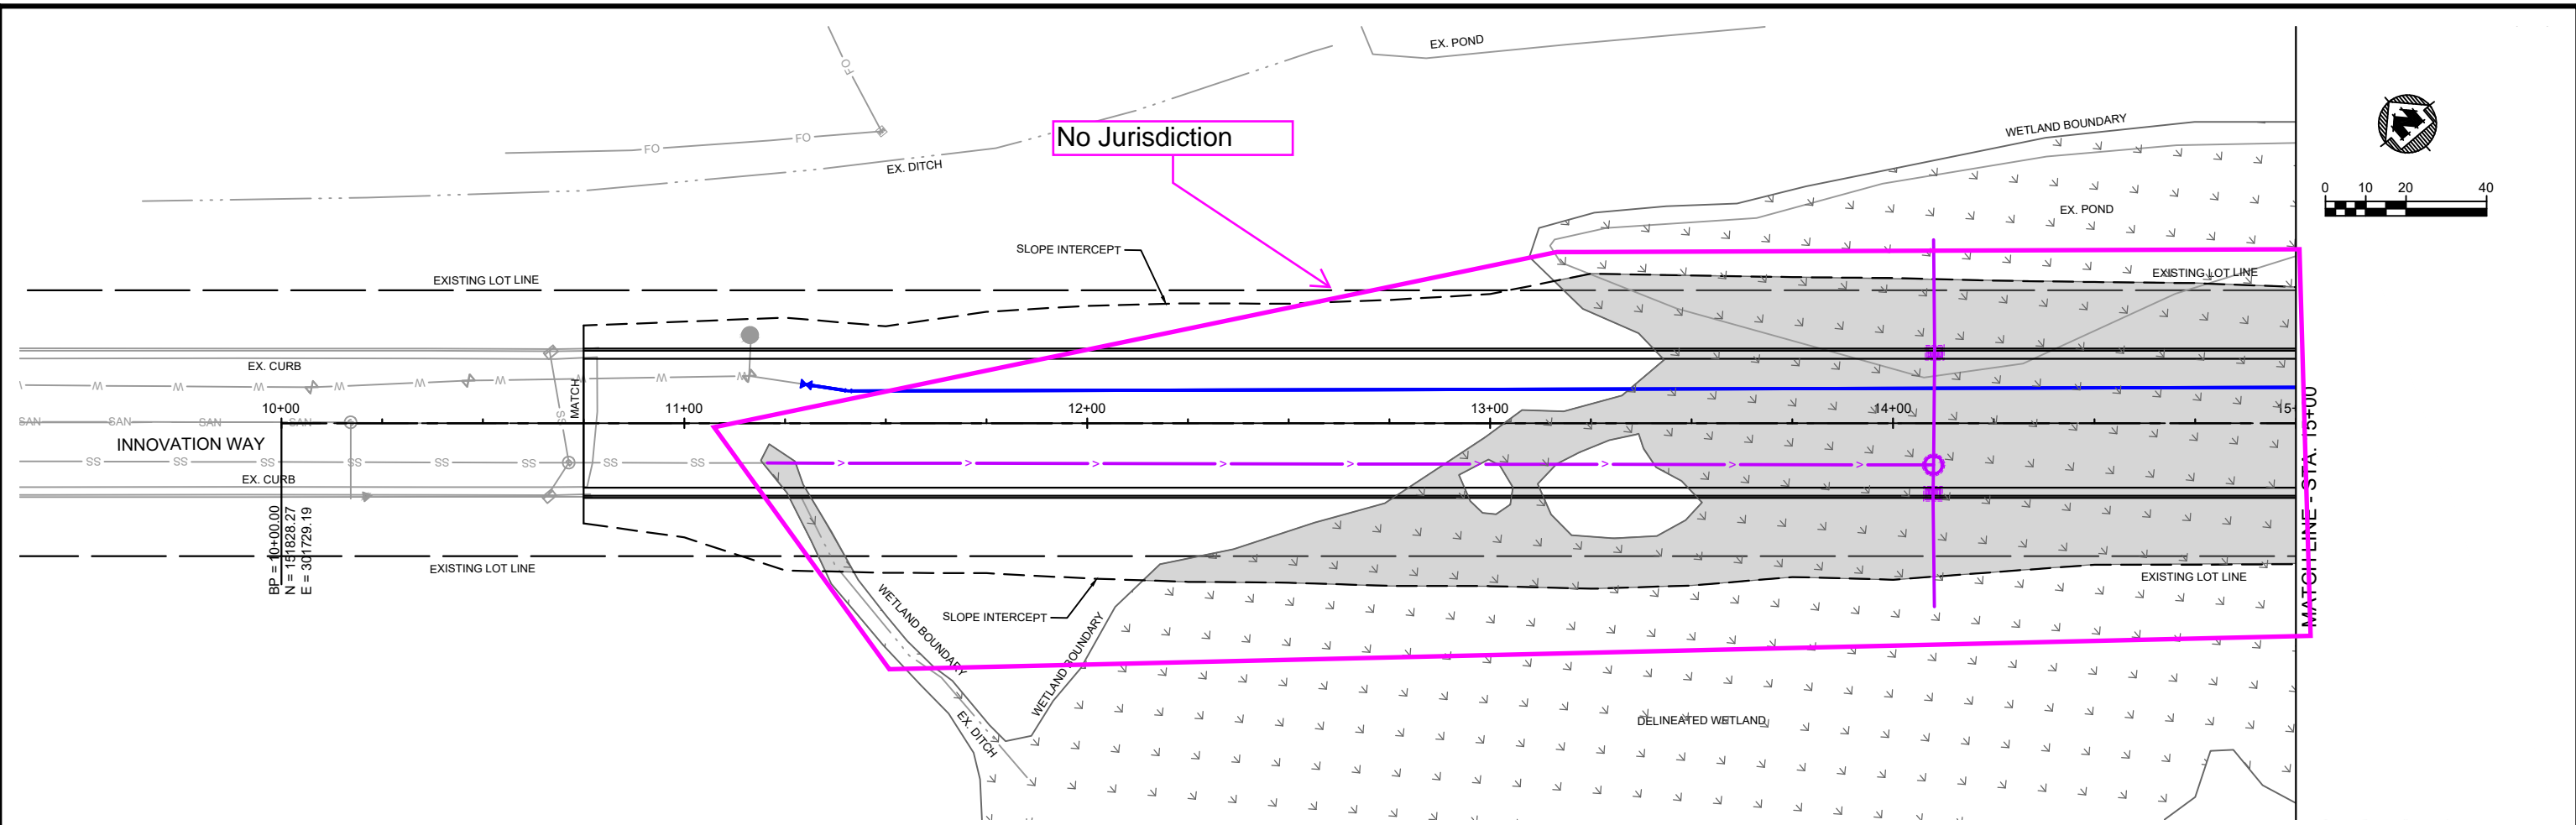 EX. POND
FO
No Jurisdiction
WETLAND BOUNDARY
FO
FO
EX. DITCH
N
0 10 20 40
EX. POND
SLOPE INTERCEPT
EXISTING LOT LINE
EXISTING LOT LINE
EX. CURB
W W W W W W W W
MATCH
10+00
11+00
12+00
13+00
14+00
15+
SAN SAN SAN SAN
SS
INNOVATION WAY
SS SS SS SS SS SS SS SS
EX. CURB
BP = 10+000.00
N = 151828.27
E = 301729.19
EXISTING LOT LINE
EXISTING LOT LINE
MATCH LINE - STA. 15+00
WETLAND BOUNDARY
SLOPE INTERCEPT
WETLAND BOUNDARY
EX. DITCH
DELINEATED WETLAND